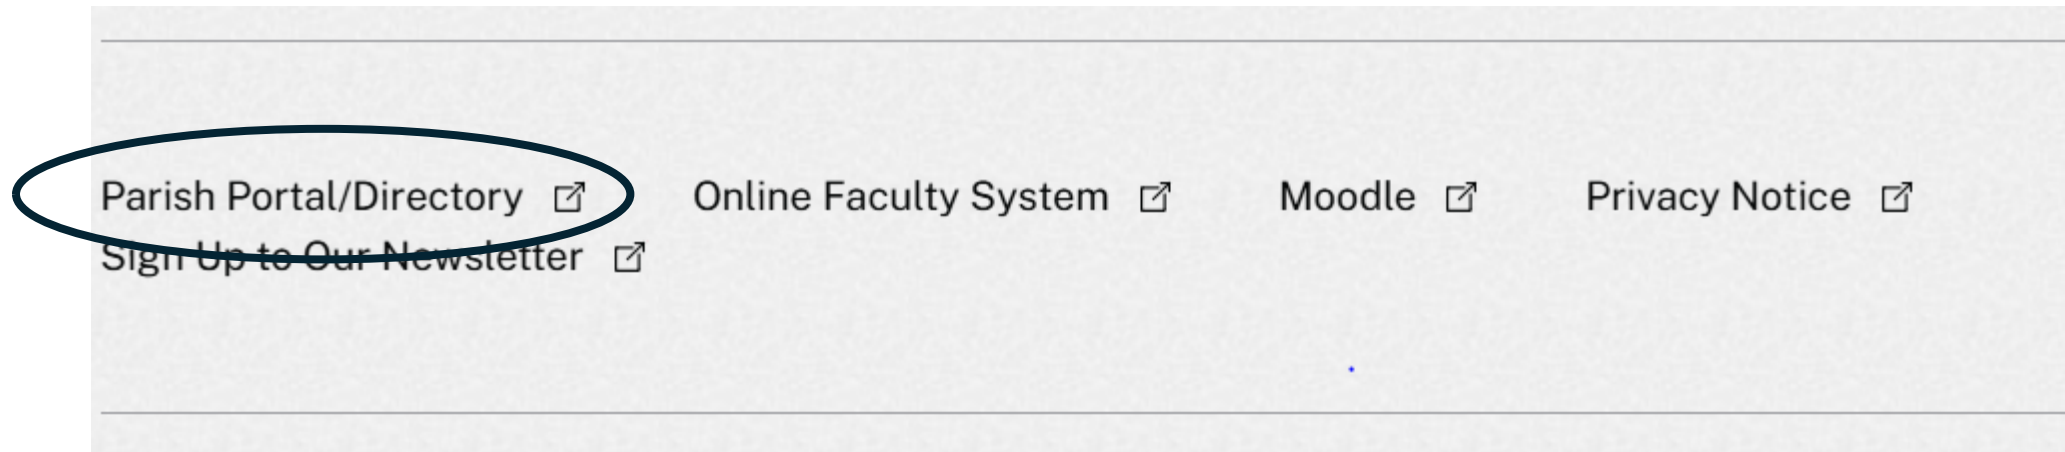 Parish Portal/Directory Online Faculty System Moodle Privacy Notice
Sign Up to Our Newsletter